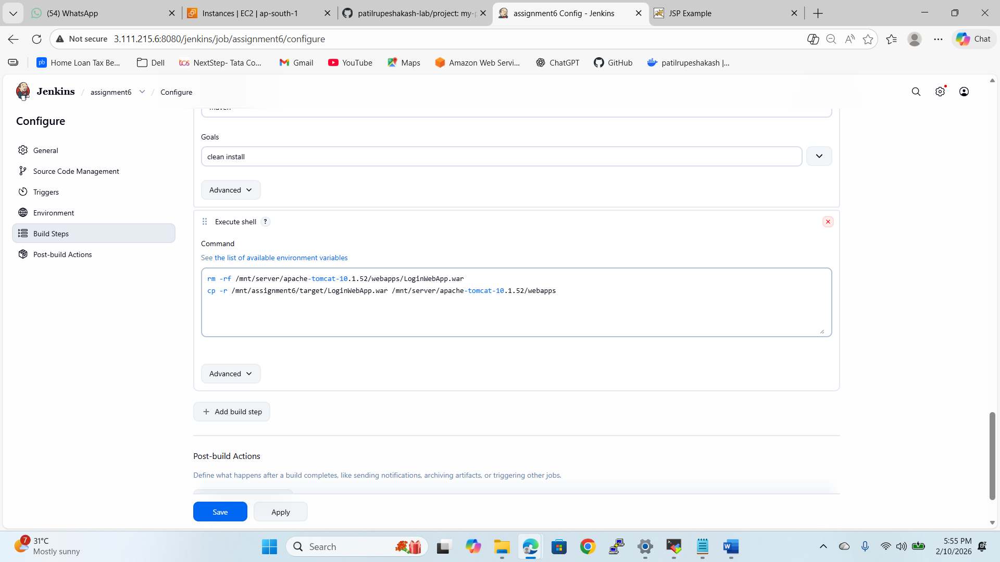 (54) WhatsApp
Instances | EC2 | ap-south-1
patilrupeshakash-lab/project: my-p
assignment6 Config - Jenkins
JSP Example
Not secure
3.111.215.6:8080/jenkins/job/assignment6/configure
Chat
pb
Home Loan Tax Be...
Dell
tcs
NextStep- Tata Co...
Gmail
YouTube
Maps
Amazon Web Servi...
ChatGPT
GitHub
patilrupeshakash |...
Jenkins / assignment6 / Configure
Configure
General
Source Code Management
Triggers
Environment
Build Steps
Post-build Actions
maven
Goals
clean install
Advanced
Execute shell ?
Command
See the list of available environment variables
rm -rf /mnt/server/apache-tomcat-10.1.52/webapps/LoginWebApp.war
cp -r /mnt/assignment6/target/LoginWebApp.war /mnt/server/apache-tomcat-10.1.52/webapps
Advanced
+ Add build step
Post-build Actions
Define what happens after a build completes, like sending notifications, archiving artifacts, or triggering other jobs.
Save
Apply
7
31°C
Mostly sunny
Search
5:55 PM
2/10/2026